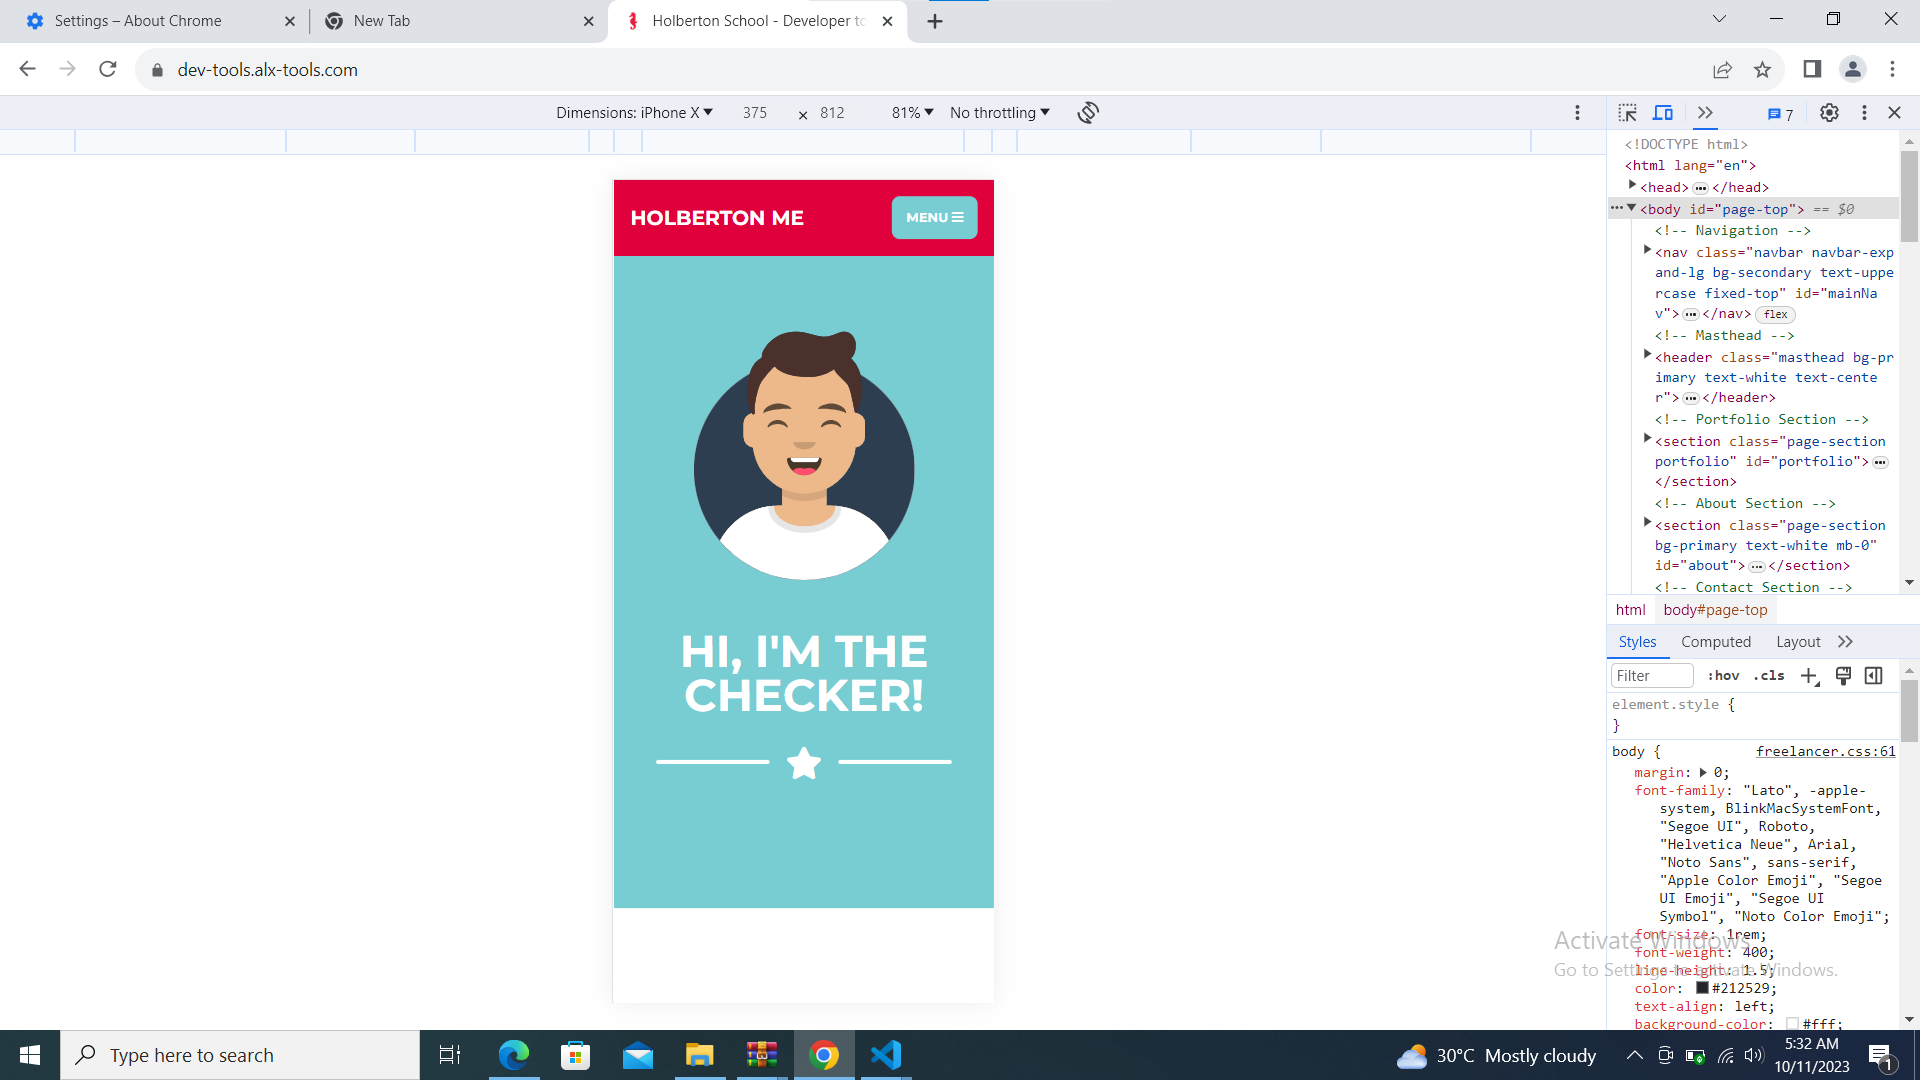 Settings – About Chrome
New Tab
Holberton School - Developer to
dev-tools.alx-tools.com
Dimensions: iPhone X 375 × 812 81% No throttling
7
<!DOCTYPE html>
<html lang="en">
<head> … </head>
… <body id="page-top"> == $0
<!-- Navigation -->
<nav class="navbar navbar-exp
and-lg bg-secondary text-uppe
rcase fixed-top" id="mainNa
v"> … </nav> flex
<!-- Masthead -->
<header class="masthead bg-pr
imary text-white text-cente
r"> … </header>
<!-- Portfolio Section -->
<section class="page-section
portfolio" id="portfolio"> …
</section>
<!-- About Section -->
<section class="page-section
bg-primary text-white mb-0"
id="about"> … </section>
<!-- Contact Section -->
html body#page-top
Styles Computed Layout
Filter :hov .cls
element.style {
}
body { freelancer.css:61
margin: 0;
font-family: "Lato", -apple-
system, BlinkMacSystemFont,
"Segoe UI", Roboto,
"Helvetica Neue", Arial,
"Noto Sans", sans-serif,
"Apple Color Emoji", "Segoe
UI Emoji", "Segoe UI
Symbol", "Noto Color Emoji";
font-size: 1rem;
font-weight: 400;
line-height: 1.5;
color: #212529;
text-align: left;
background-color: #fff;
HOLBERTON ME
MENU
HI, I'M THE
CHECKER!
Activate Windows
Go to Settings to activate Windows.
Type here to search
30°C Mostly cloudy
5:32 AM
10/11/2023
1